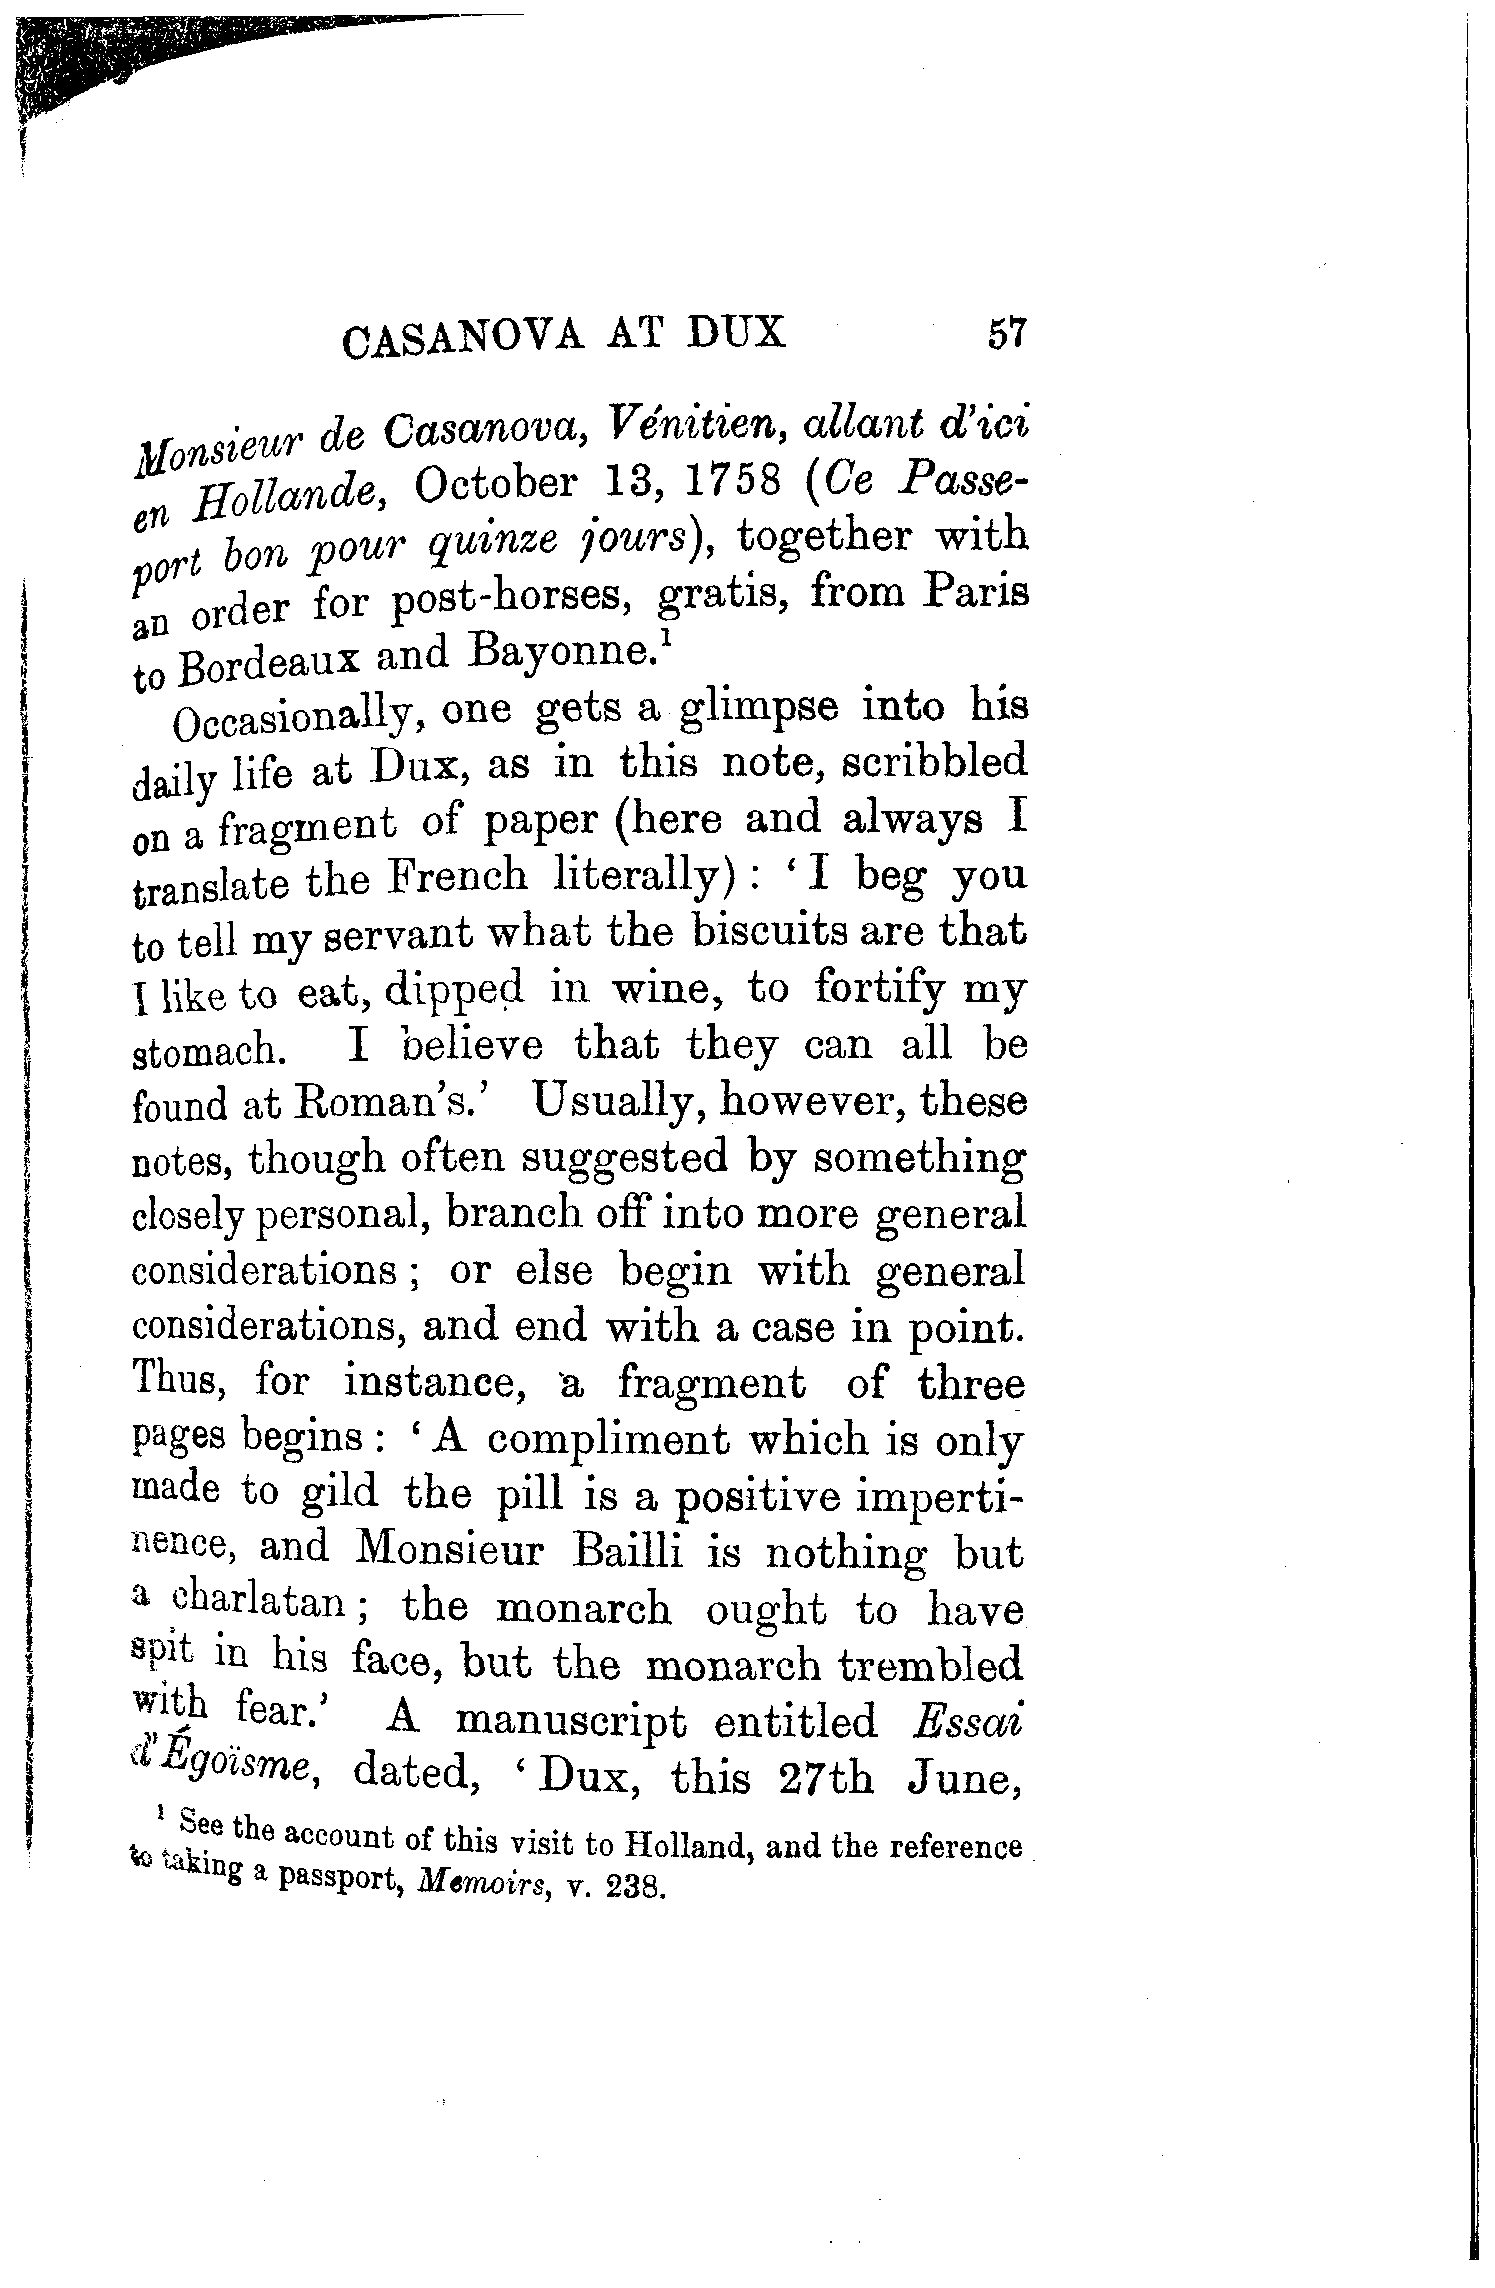 CASANOVA AT DUX 57
Monsieur de Casanova, Vénitien, allant d'ici
en Hollande, October 13, 1758 (Ce Passe-
port bon pour quinze jours), together with
an order for post-horses, gratis, from Paris
to Bordeaux and Bayonne.¹
Occasionally, one gets a glimpse into his
daily life at Dux, as in this note, scribbled
on a fragment of paper (here and always I
translate the French literally) : ‘ I beg you
to tell my servant what the biscuits are that
I like to eat, dipped in wine, to fortify my
stomach. I believe that they can all be
found at Roman’s.’ Usually, however, these
notes, though often suggested by something
closely personal, branch off into more general
considerations ; or else begin with general
considerations, and end with a case in point.
Thus, for instance, a fragment of three
pages begins : ‘ A compliment which is only
made to gild the pill is a positive imperti-
nence, and Monsieur Bailli is nothing but
a charlatan ; the monarch ought to have
spit in his face, but the monarch trembled
with fear.’ A manuscript entitled Essai
d'Égoïsme, dated, ‘ Dux, this 27th June,
¹ See the account of this visit to Holland, and the reference
to taking a passport, Memoirs, v. 238.